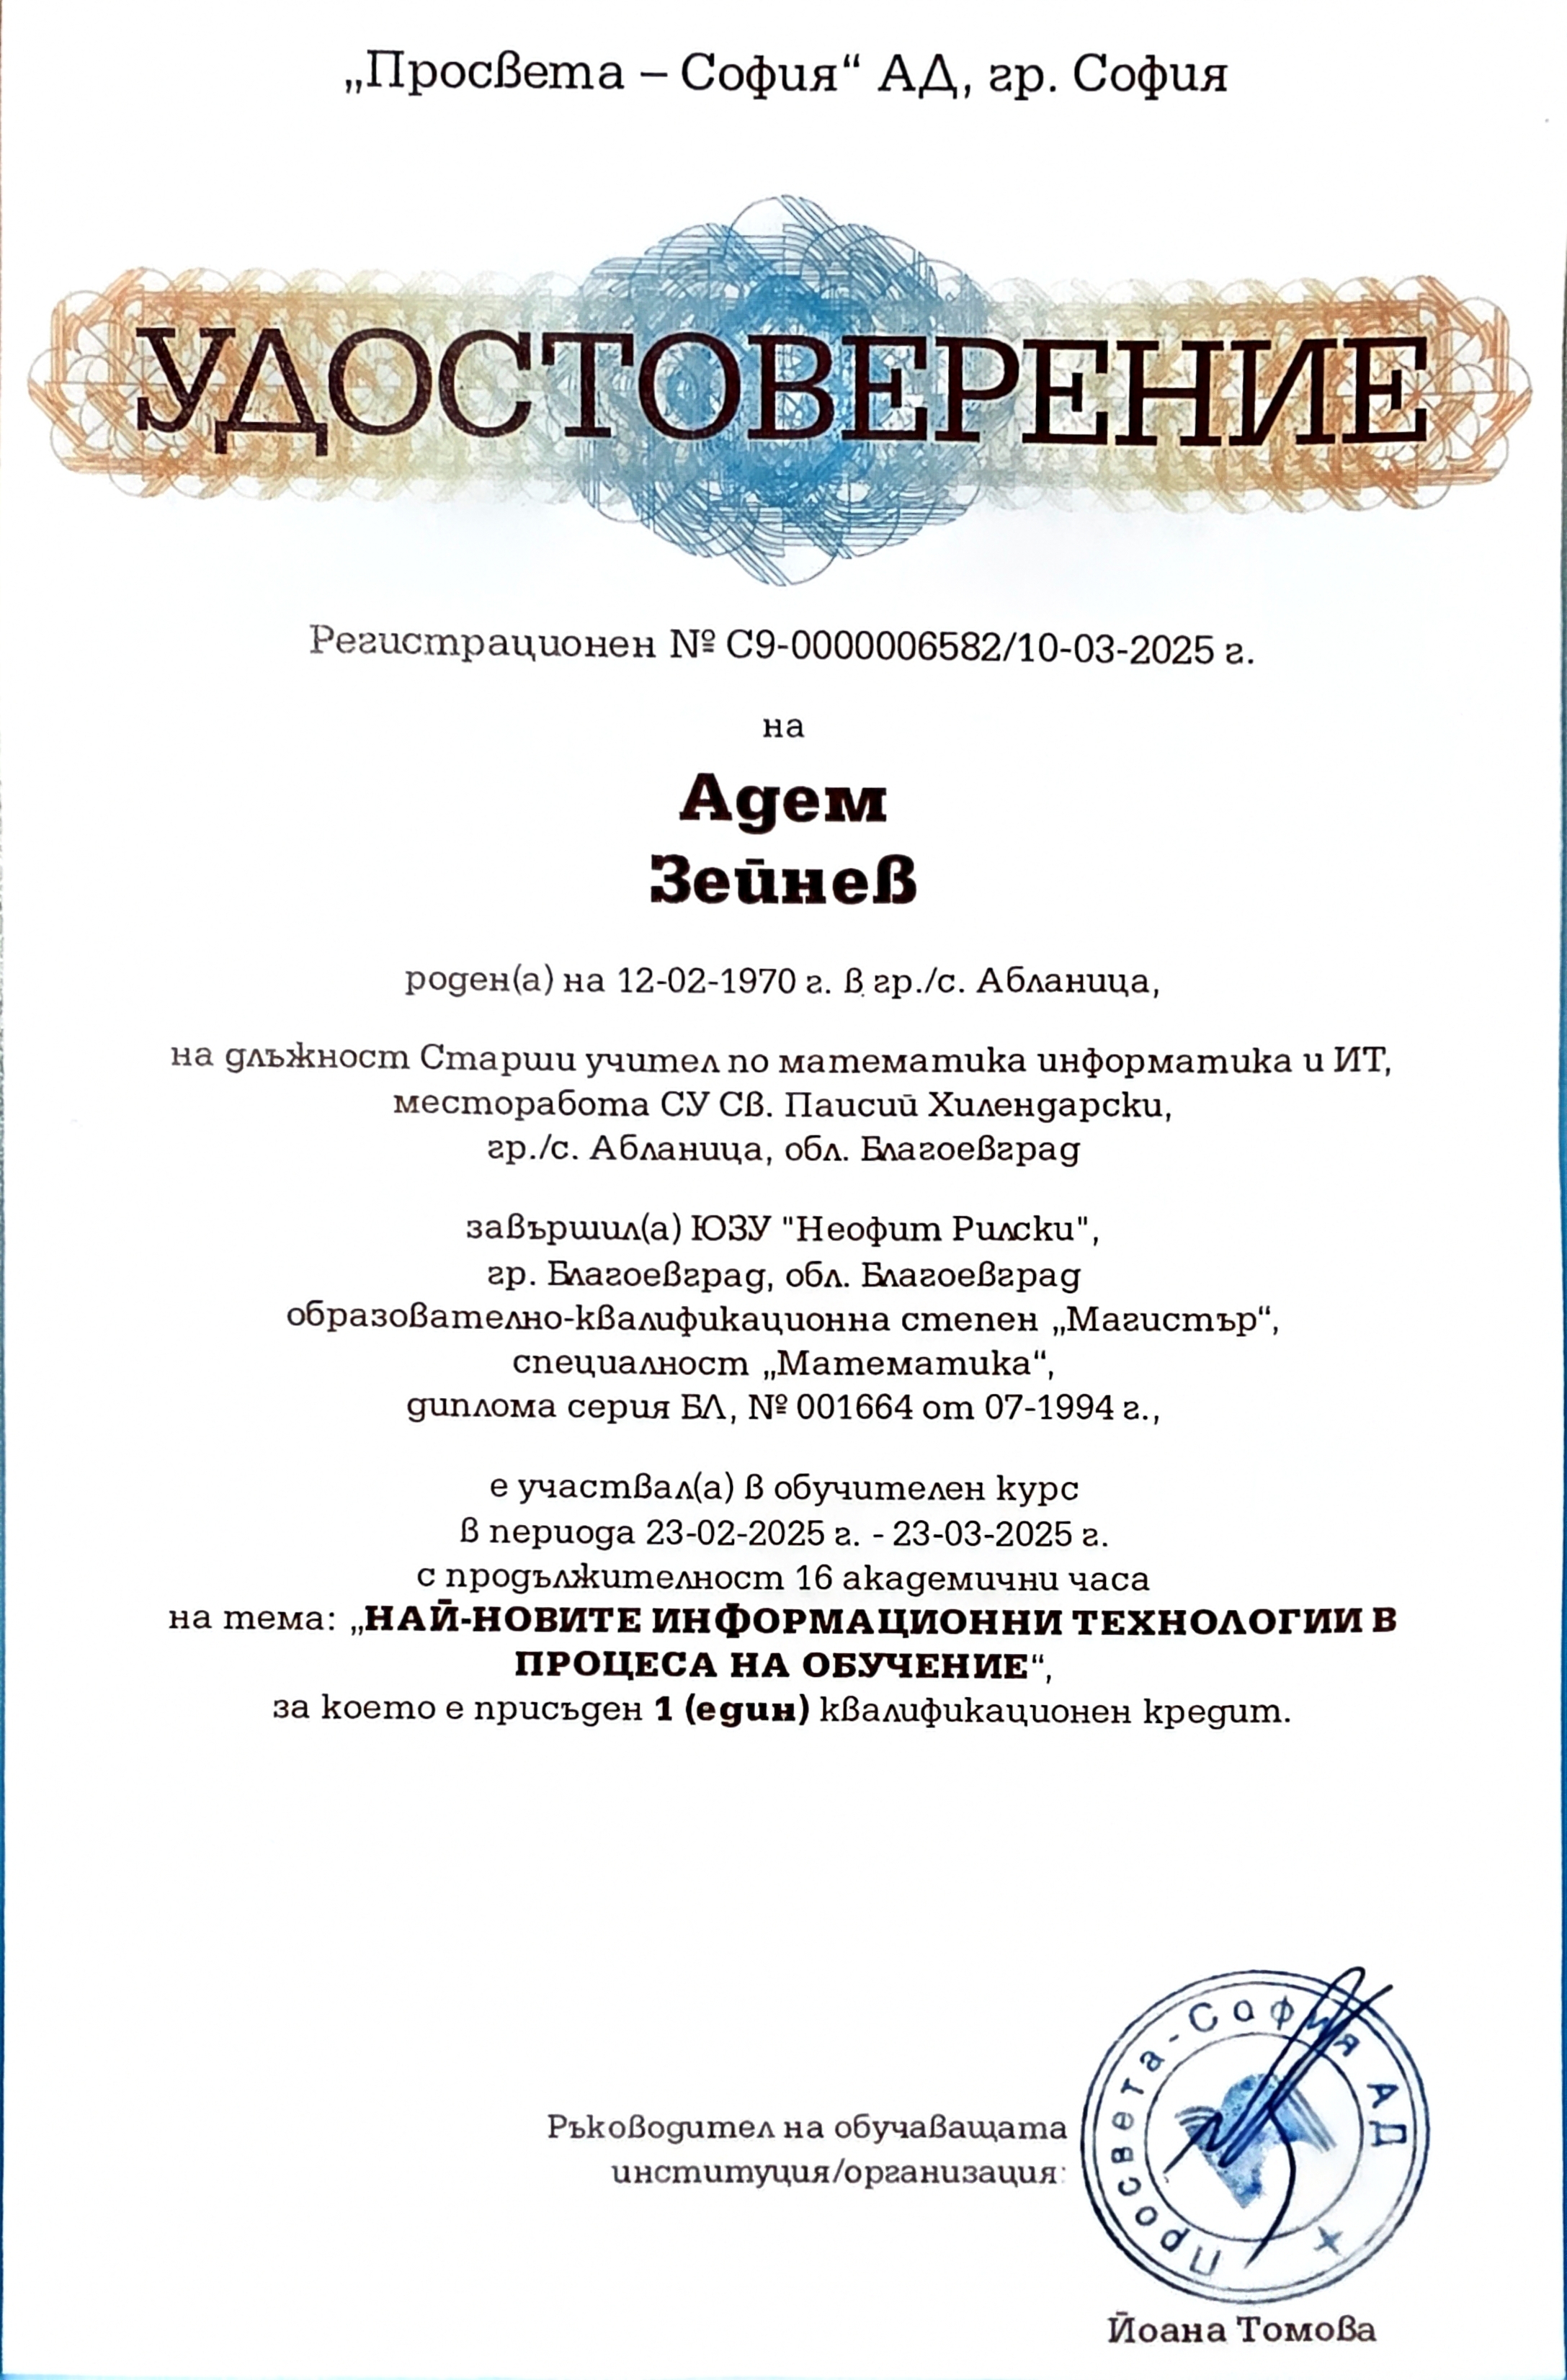 „Просвета – София“ АД, гр. София
УДОСТОВЕРЕНИЕ
Регистрационен № С9-0000006582/10-03-2025 г.
на
Адем
Зейнев
роден(а) на 12-02-1970 г. в гр./с. Абланица,
на длъжност Старши учител по математика информатика и ИТ,
месторабота СУ Св. Паисий Хилендарски,
гр./с. Абланица, обл. Благоевград
завършил(а) ЮЗУ "Неофит Рилски",
гр. Благоевград, обл. Благоевград
образователно-квалификационна степен „Магистър“,
специалност „Математика“,
диплома серия БЛ, № 001664 от 07-1994 г.,
е участвал(а) в обучителен курс
в периода 23-02-2025 г. - 23-03-2025 г.
с продължителност 16 академични часа
на тема: „НАЙ-НОВИТЕ ИНФОРМАЦИОННИ ТЕХНОЛОГИИ В
ПРОЦЕСА НА ОБУЧЕНИЕ“,
за което е присъден 1 (един) квалификационен кредит.
Просвета-София АД
Ръководител на обучаващата
институция/организация:
Йоана Томова